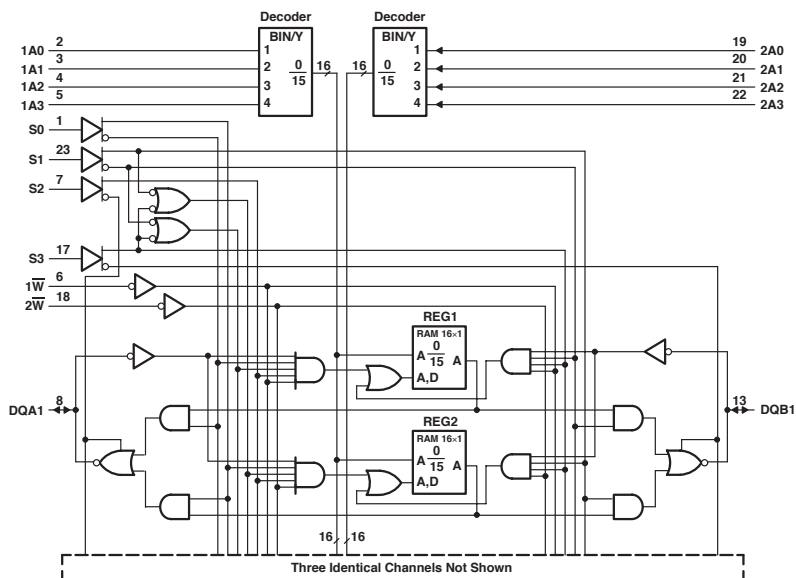 Decoder Decoder
BIN/Y BIN/Y
1A0 2 1 1 19 2A0
1A1 3 2 0/15 16 16 0/15 2 20 2A1
1A2 4 3 3 21 2A2
1A3 5 4 4 22 2A3
S0 1
S1 23
S2 7
S3 17
1W̅ 6
2W̅ 18
REG1
RAM 16×1
A 0/15 A
A,D
DQA1 8 13 DQB1
REG2
RAM 16×1
A 0/15 A
A,D
16 16
Three Identical Channels Not Shown